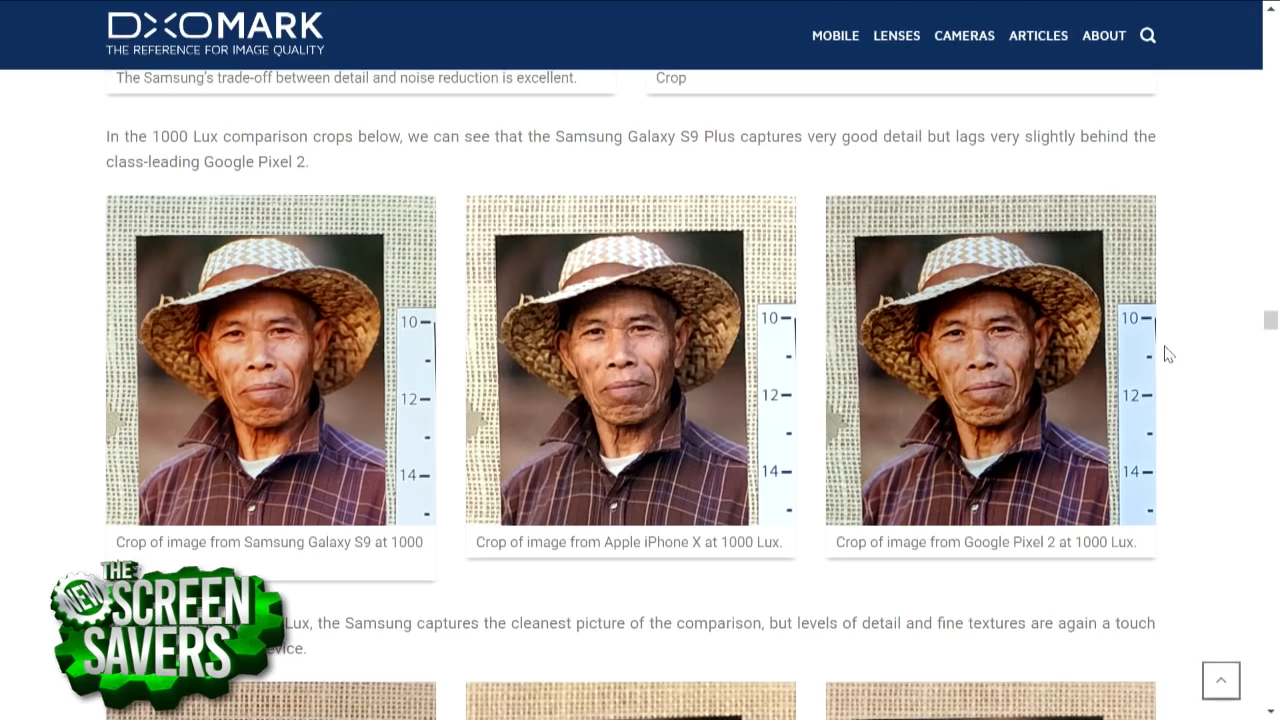 DXOMARK
THE REFERENCE FOR IMAGE QUALITY
MOBILE LENSES CAMERAS ARTICLES ABOUT
The Samsung's trade-off between detail and noise reduction is excellent.
Crop
In the 1000 Lux comparison crops below, we can see that the Samsung Galaxy S9 Plus captures very good detail but lags very slightly behind the
class-leading Google Pixel 2.
10
12
14
10
12
14
10
12
14
Crop of image from Samsung Galaxy S9 at 1000
Crop of image from Apple iPhone X at 1000 Lux.
Crop of image from Google Pixel 2 at 1000 Lux.
Lux, the Samsung captures the cleanest picture of the comparison, but levels of detail and fine textures are again a touch
THE
NEW
SCREEN
SAVERS